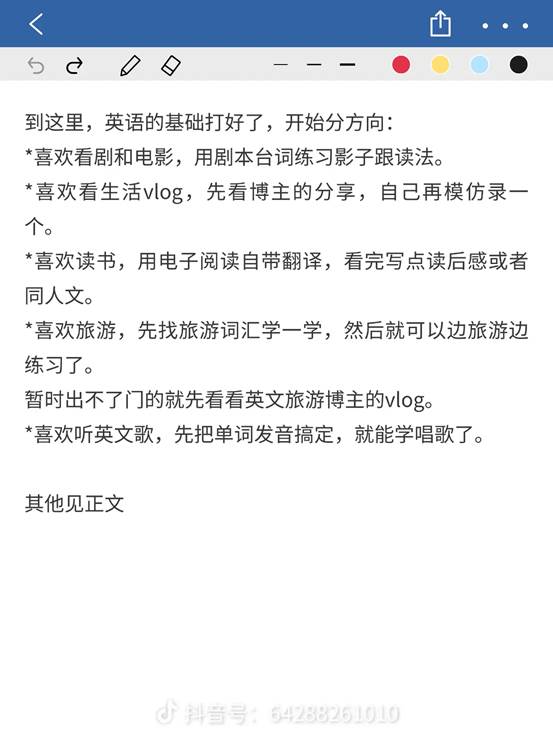 到这里，英语的基础打好了，开始分方向：
*喜欢看剧和电影，用剧本台词练习影子跟读法。
*喜欢看生活vlog，先看博主的分享，自己再模仿录一
个。
*喜欢读书，用电子阅读自带翻译，看完写点读后感或者
同人文。
*喜欢旅游，先找旅游词汇学一学，然后就可以边旅游边
练习了。
暂时出不了门的就先看看英文旅游博主的vlog。
*喜欢听英文歌，先把单词发音搞定，就能学唱歌了。
其他见正文
抖音号：64288261010